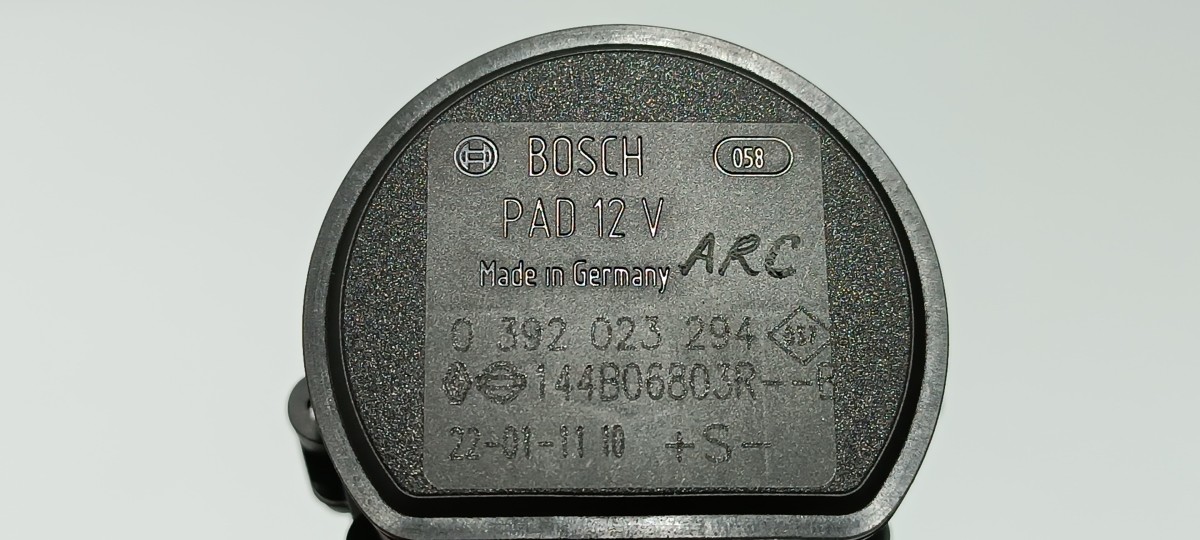 BOSCH 058
PAD 12 V
Made in Germany ARC
0 392 023 294
144B06803R--B
22-01-11 10 +S-